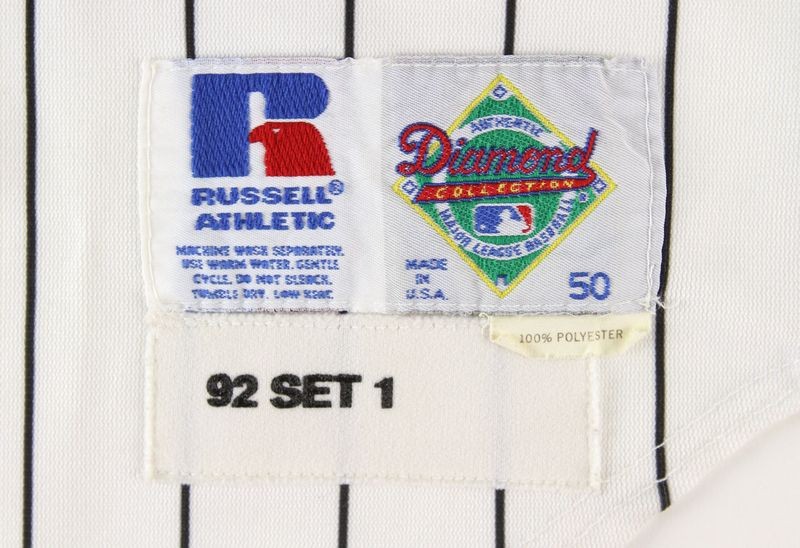 RUSSELL®
ATHLETIC
MACHINE WASH SEPARATELY.
USE WARM WATER. GENTLE
CYCLE. DO NOT BLEACH.
TUMBLE DRY. LOW HEAT.
AUTHENTIC
Diamond
COLLECTION
MAJOR LEAGUE BASEBALL®
MADE
IN
U.S.A.
50
100% POLYESTER
92 SET 1